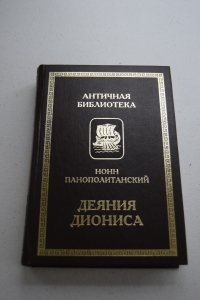 АНТИЧНАЯ
БИБЛИОТЕКА
НОНН
ПАНОПОЛИТАНСКИЙ
ДЕЯНИЯ
ДИОНИСА